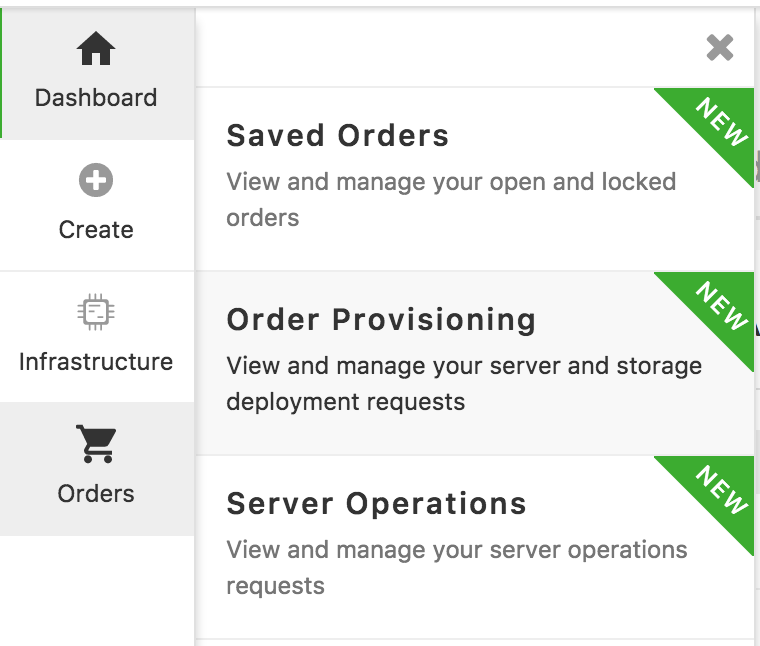 Dashboard
Create
Infrastructure
Orders
Saved Orders
NEW
View and manage your open and locked
orders
Order Provisioning
NEW
View and manage your server and storage
deployment requests
Server Operations
NEW
View and manage your server operations
requests